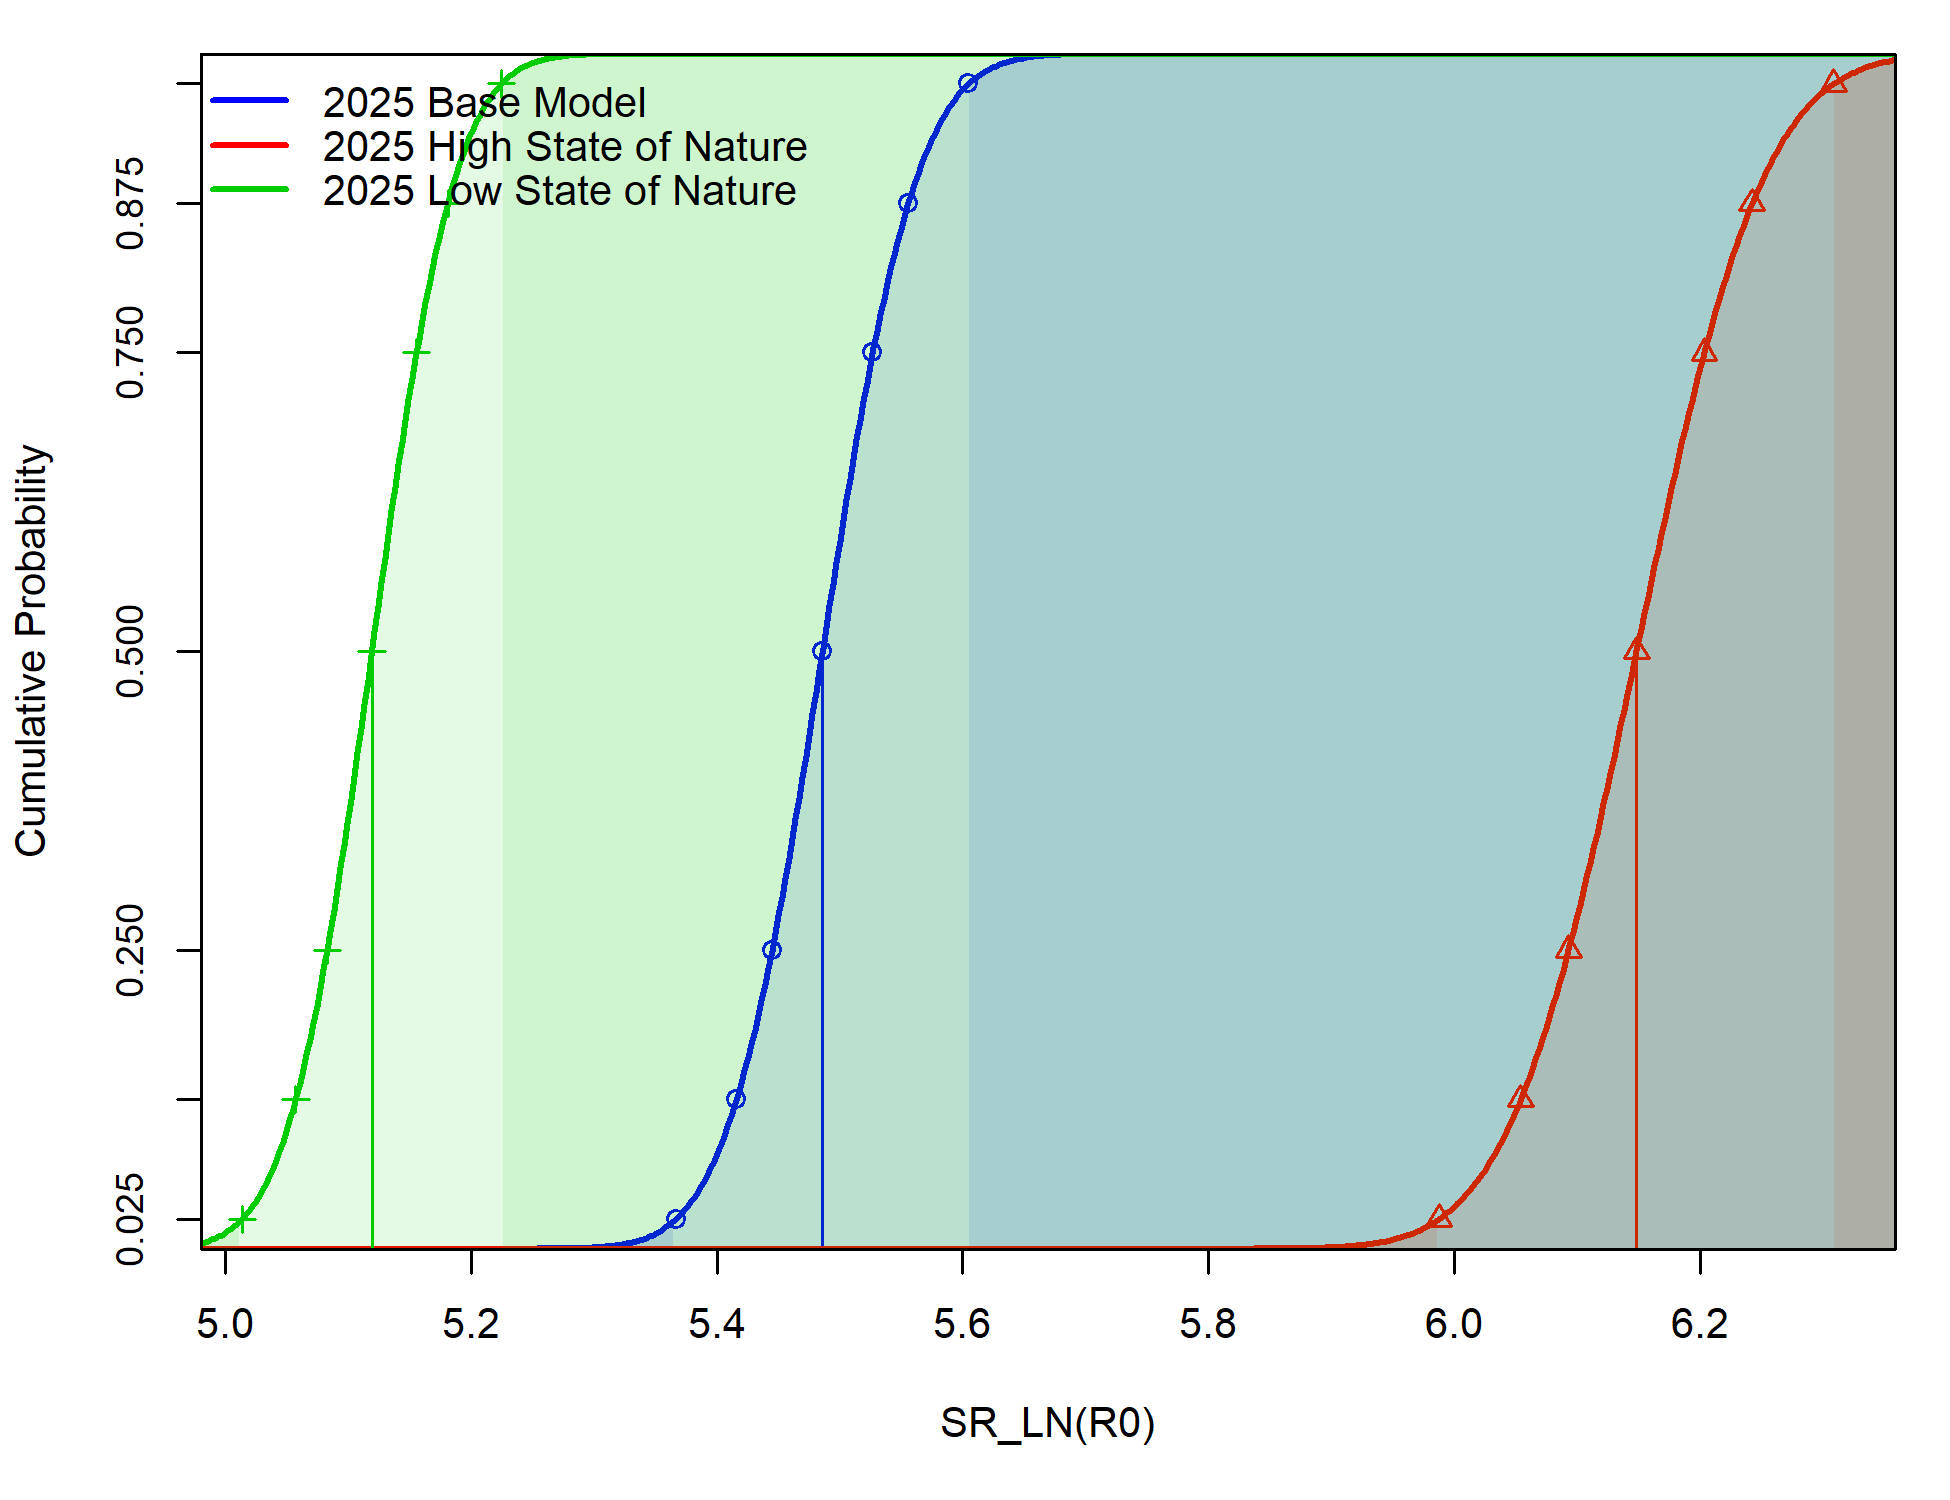 2025 Base Model
2025 High State of Nature
2025 Low State of Nature
Cumulative Probability
0.875
0.750
0.500
0.250
0.025
5.0 5.2 5.4 5.6 5.8 6.0 6.2
SR_LN(R0)